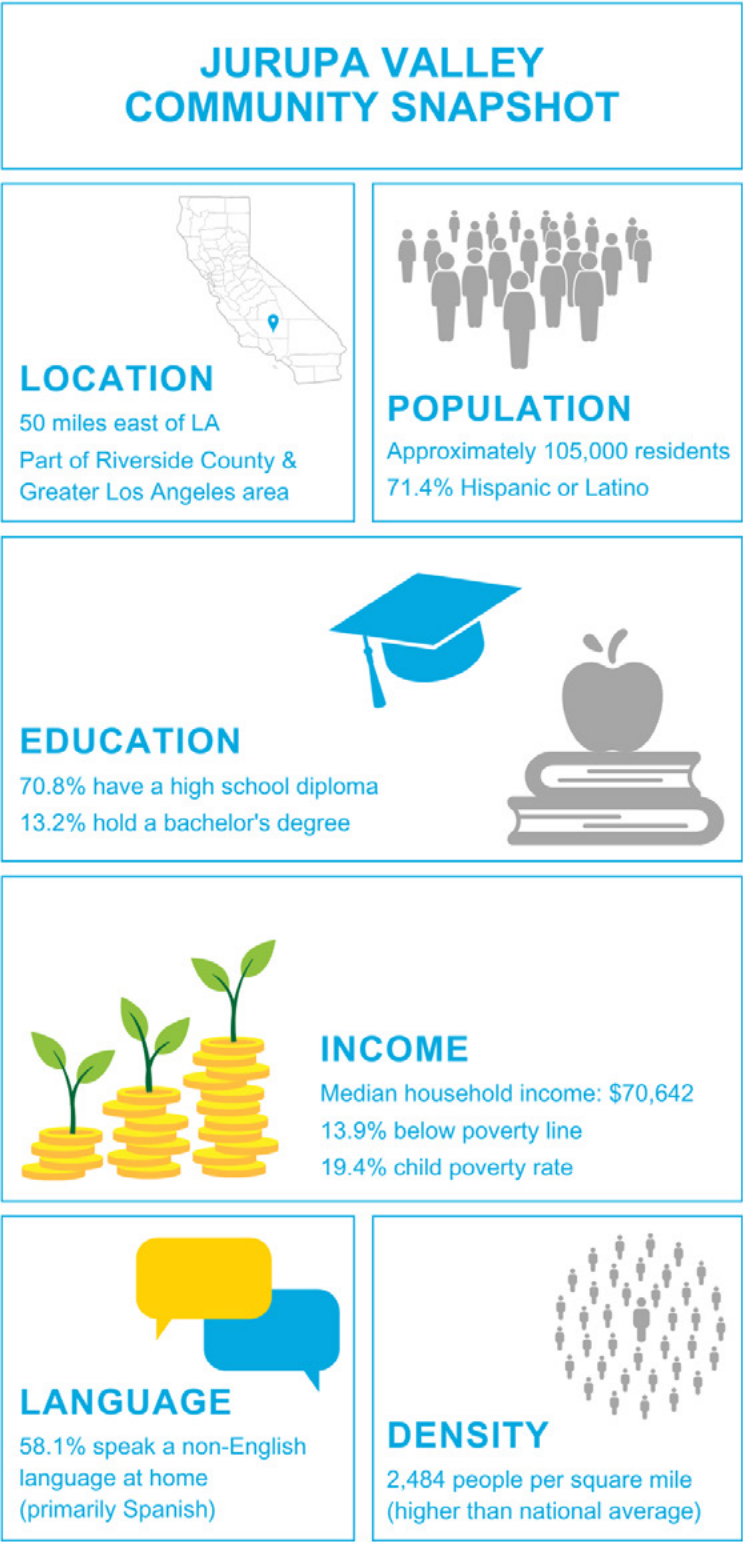 JURUPA VALLEY
COMMUNITY SNAPSHOT
LOCATION
50 miles east of LA
Part of Riverside County &
Greater Los Angeles area
POPULATION
Approximately 105,000 residents
71.4% Hispanic or Latino
EDUCATION
70.8% have a high school diploma
13.2% hold a bachelor's degree
INCOME
Median household income: $70,642
13.9% below poverty line
19.4% child poverty rate
LANGUAGE
58.1% speak a non-English
language at home
(primarily Spanish)
DENSITY
2,484 people per square mile
(higher than national average)